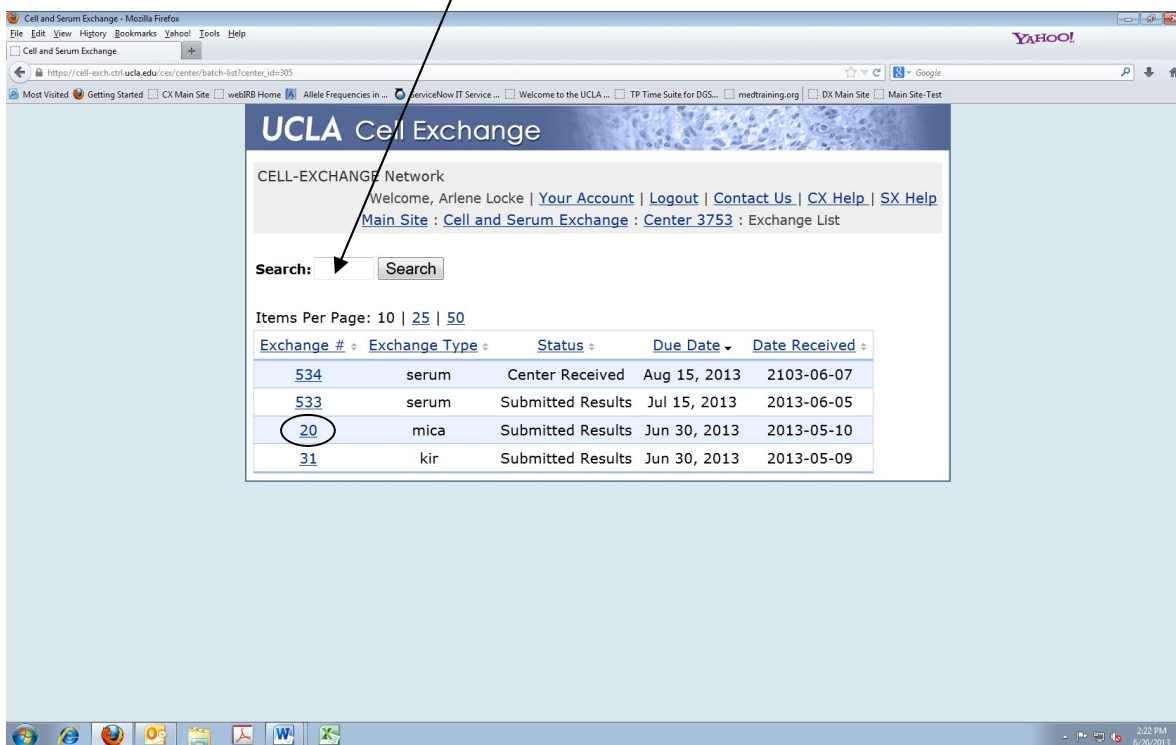 Cell and Serum Exchange - Mozilla Firefox
File Edit View History Bookmarks Yahoo! Tools Help
YAHOO!
Cell and Serum Exchange +
https://cell-exch.ctrl.ucla.edu/cex/center/batch-list?center_id=305
Google
Most Visited Getting Started CX Main Site webIRB Home Allele Frequencies in ... ServiceNow IT Service ... Welcome to the UCLA ... TP Time Suite for DGS... medtraining.org DX Main Site Main Site-Test
UCLA Cell Exchange
CELL-EXCHANGE Network
Welcome, Arlene Locke | Your Account | Logout | Contact Us | CX Help | SX Help
Main Site : Cell and Serum Exchange : Center 3753 : Exchange List
Search: Search
Items Per Page: 10 | 25 | 50
Exchange # Exchange Type Status Due Date Date Received
534 serum Center Received Aug 15, 2013 2103-06-07
533 serum Submitted Results Jul 15, 2013 2013-06-05
20 mica Submitted Results Jun 30, 2013 2013-05-10
31 kir Submitted Results Jun 30, 2013 2013-05-09
2:22 PM
6/20/2013